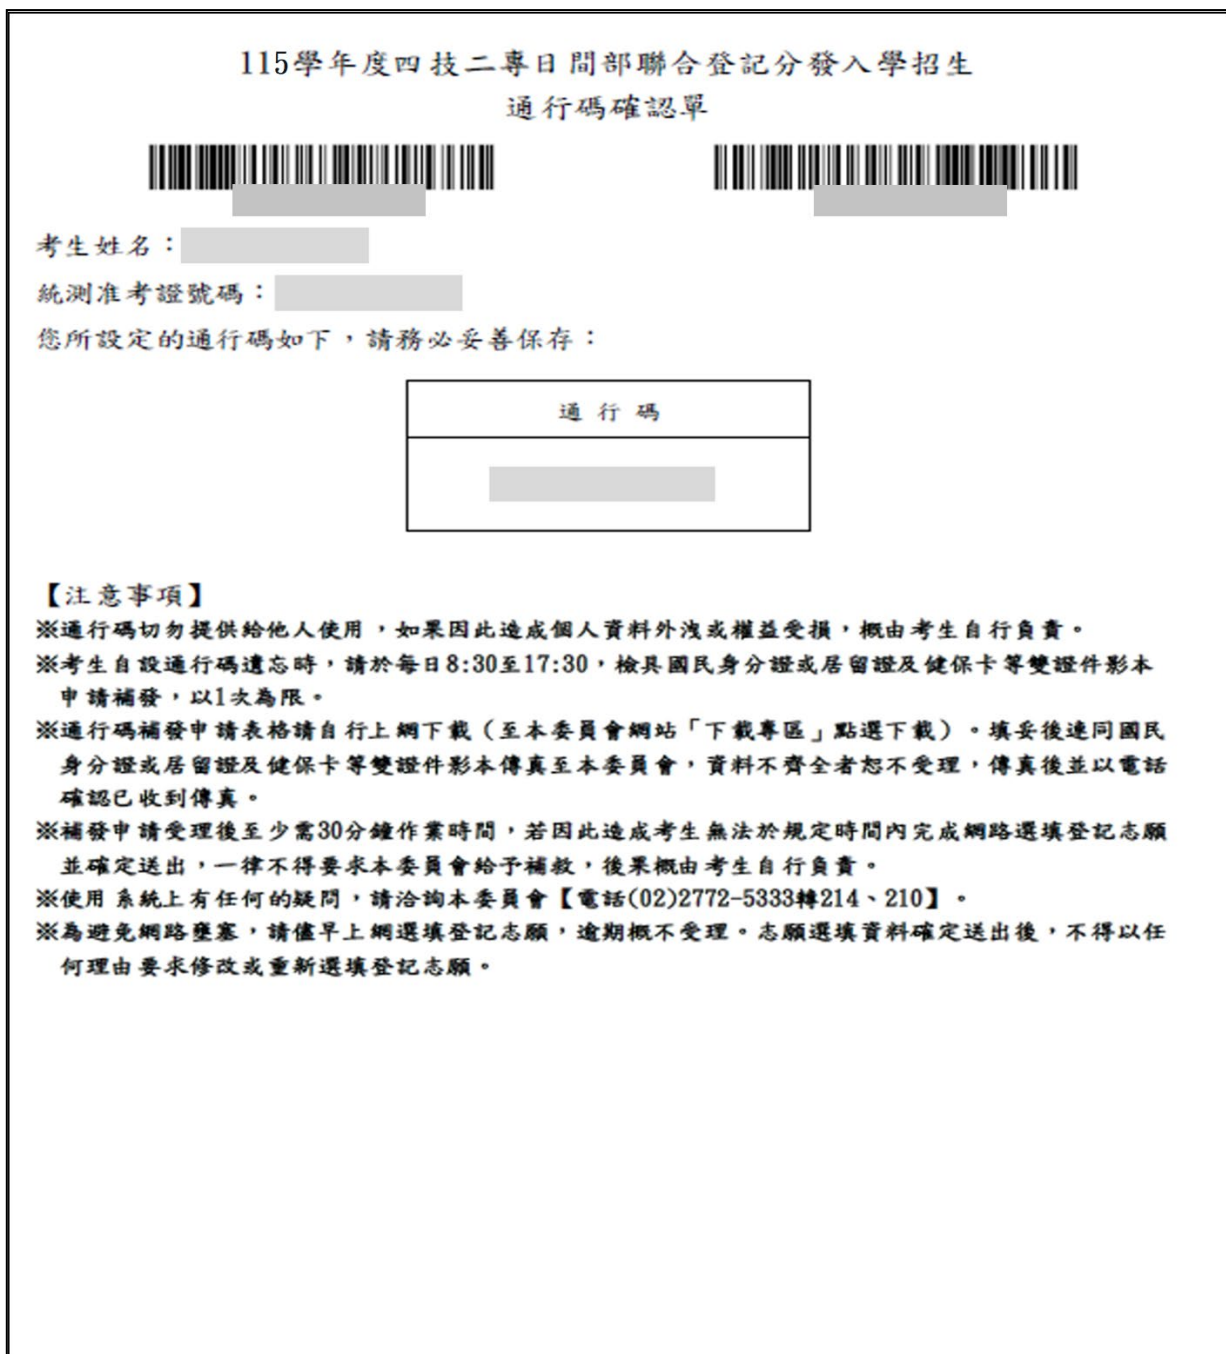 115學年度四技二專日間部聯合登記分發入學招生
通行碼確認單
考生姓名：
統測准考證號碼：
您所設定的通行碼如下，請務必妥善保存：
通行碼
【注意事項】
※通行碼切勿提供給他人使用，如果因此造成個人資料外洩或權益受損，概由考生自行負責。
※考生自設通行碼遺忘時，請於每日8:30至17:30，檢具國民身分證或居留證及健保卡等雙證件影本
申請補發，以1次為限。
※通行碼補發申請表格請自行上網下載（至本委員會網站「下載專區」點選下載）。填妥後連同國民
身分證或居留證及健保卡等雙證件影本傳真至本委員會，資料不齊全者恕不受理，傳真後並以電話
確認已收到傳真。
※補發申請受理後至少需30分鐘作業時間，若因此造成考生無法於規定時間內完成網路選填登記志願
並確定送出，一律不得要求本委員會給予補救，後果概由考生自行負責。
※使用系統上有任何的疑問，請洽詢本委員會【電話(02)2772-5333轉214、210】。
※為避免網路壅塞，請儘早上網選填登記志願，逾期概不受理。志願選填資料確定送出後，不得以任
何理由要求修改或重新選填登記志願。